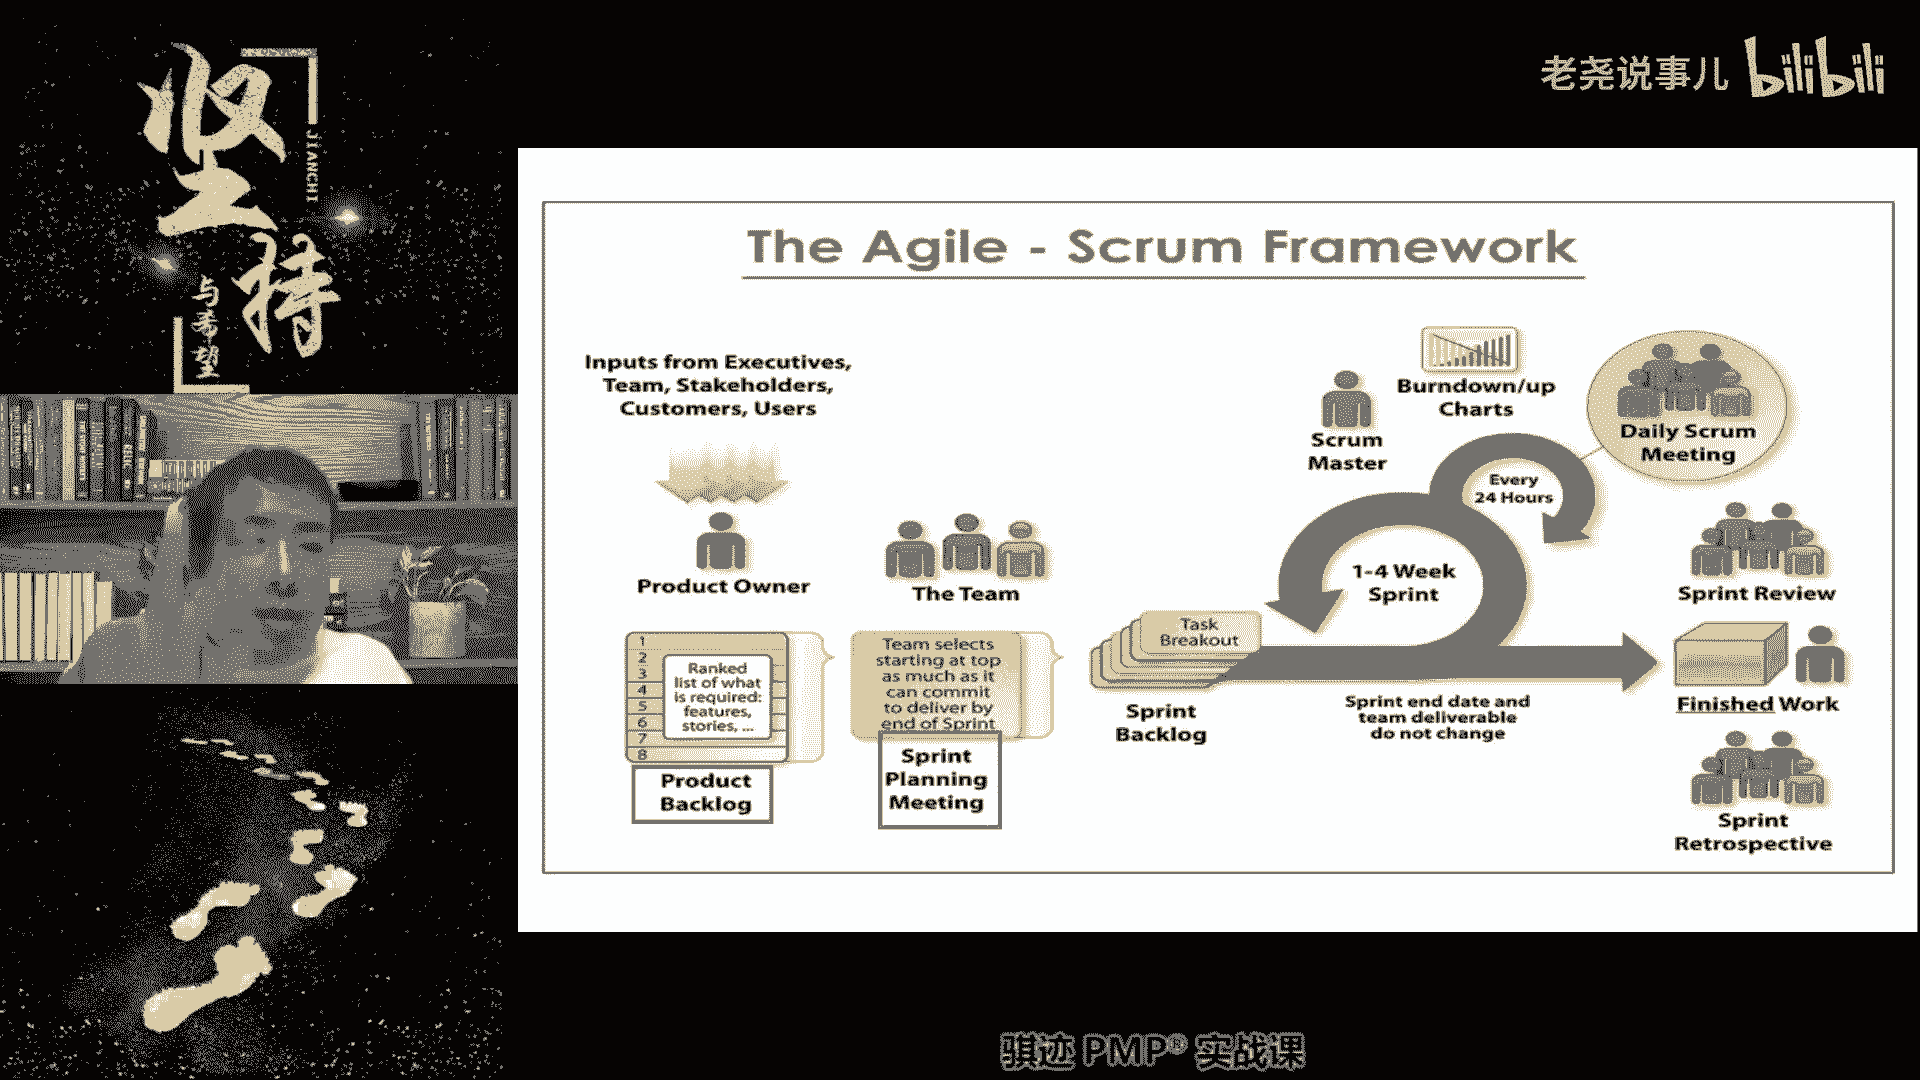 坚持
JIANCHI
与希望
老尧说事儿 bilibili
The Agile - Scrum Framework
Inputs from Executives,
Team, Stakeholders,
Customers, Users
Product Owner
The Team
1
2
3
4
5
6
7
8
Ranked
list of what
is required:
features,
stories, ...
Product
Backlog
Team selects
starting at top
as much as it
can commit
to deliver by
end of Sprint
Sprint
Planning
Meeting
Task
Breakout
Sprint
Backlog
Scrum
Master
Burndown/up
Charts
Every
24 Hours
1-4 Week
Sprint
Sprint end date and
team deliverable
do not change
Daily Scrum
Meeting
Sprint Review
Finished Work
Sprint
Retrospective
骐迹 PMP® 实战课